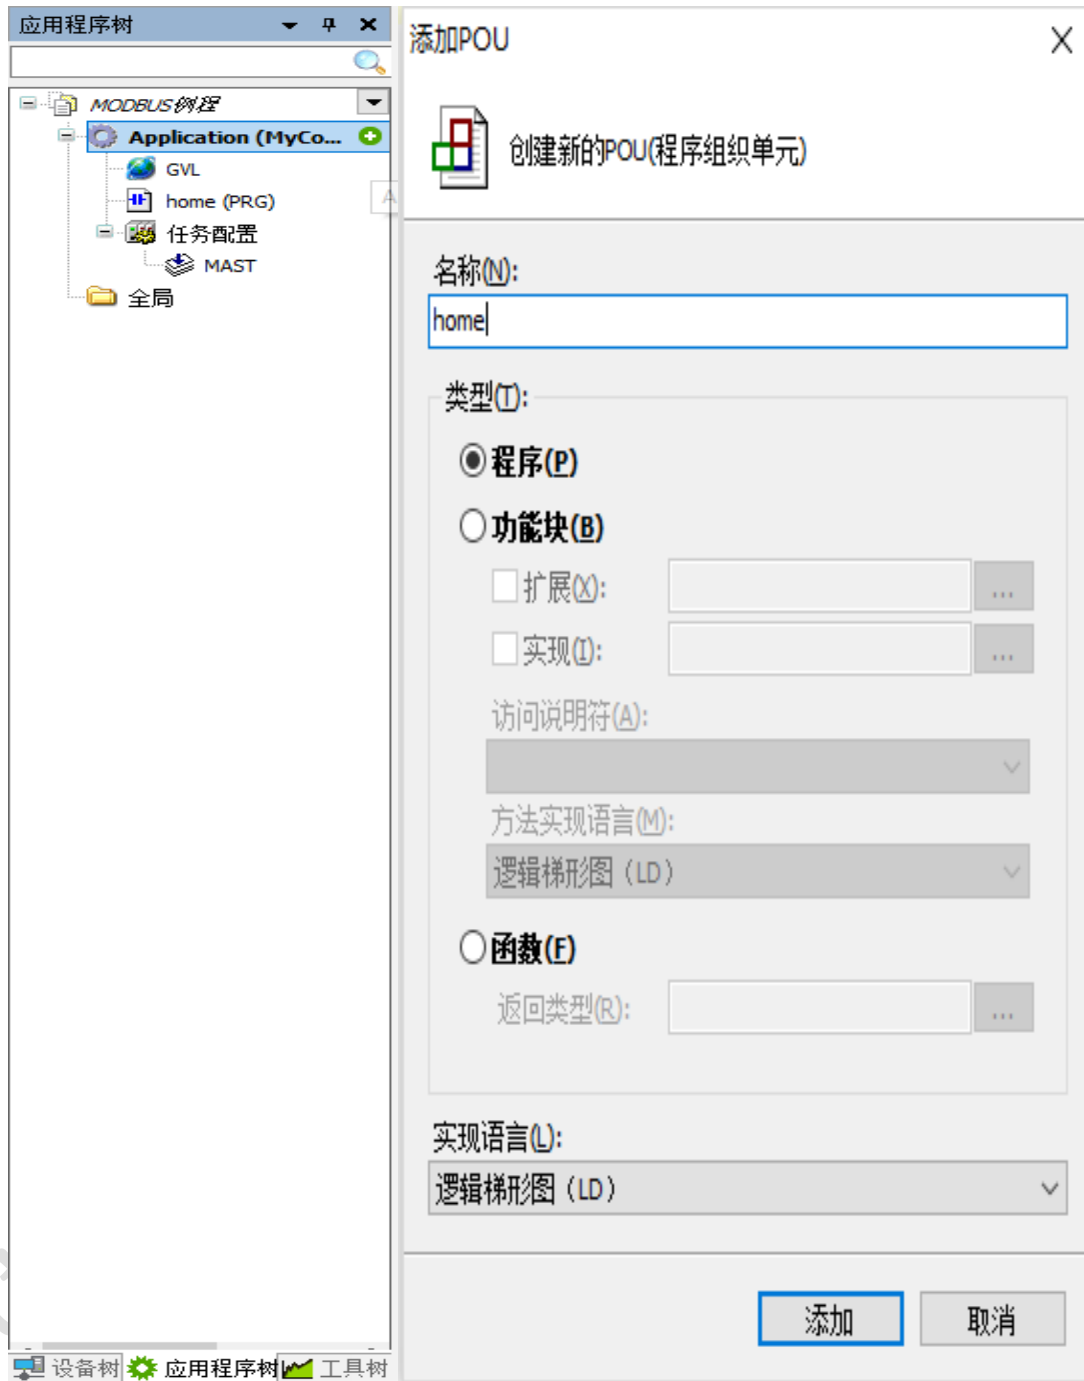 应用程序树
MODBUS例程
Application (MyCo...
GVL
home (PRG)
任务配置
MAST
全局
设备树
应用程序树
工具树
添加POU
创建新的POU(程序组织单元)
名称(N):
home
类型(T):
程序(P)
功能块(B)
扩展(X):
...
实现(I):
...
访问说明符(A):
方法实现语言(M):
逻辑梯形图（LD）
函数(F)
返回类型(R):
...
实现语言(L):
逻辑梯形图（LD）
添加
取消